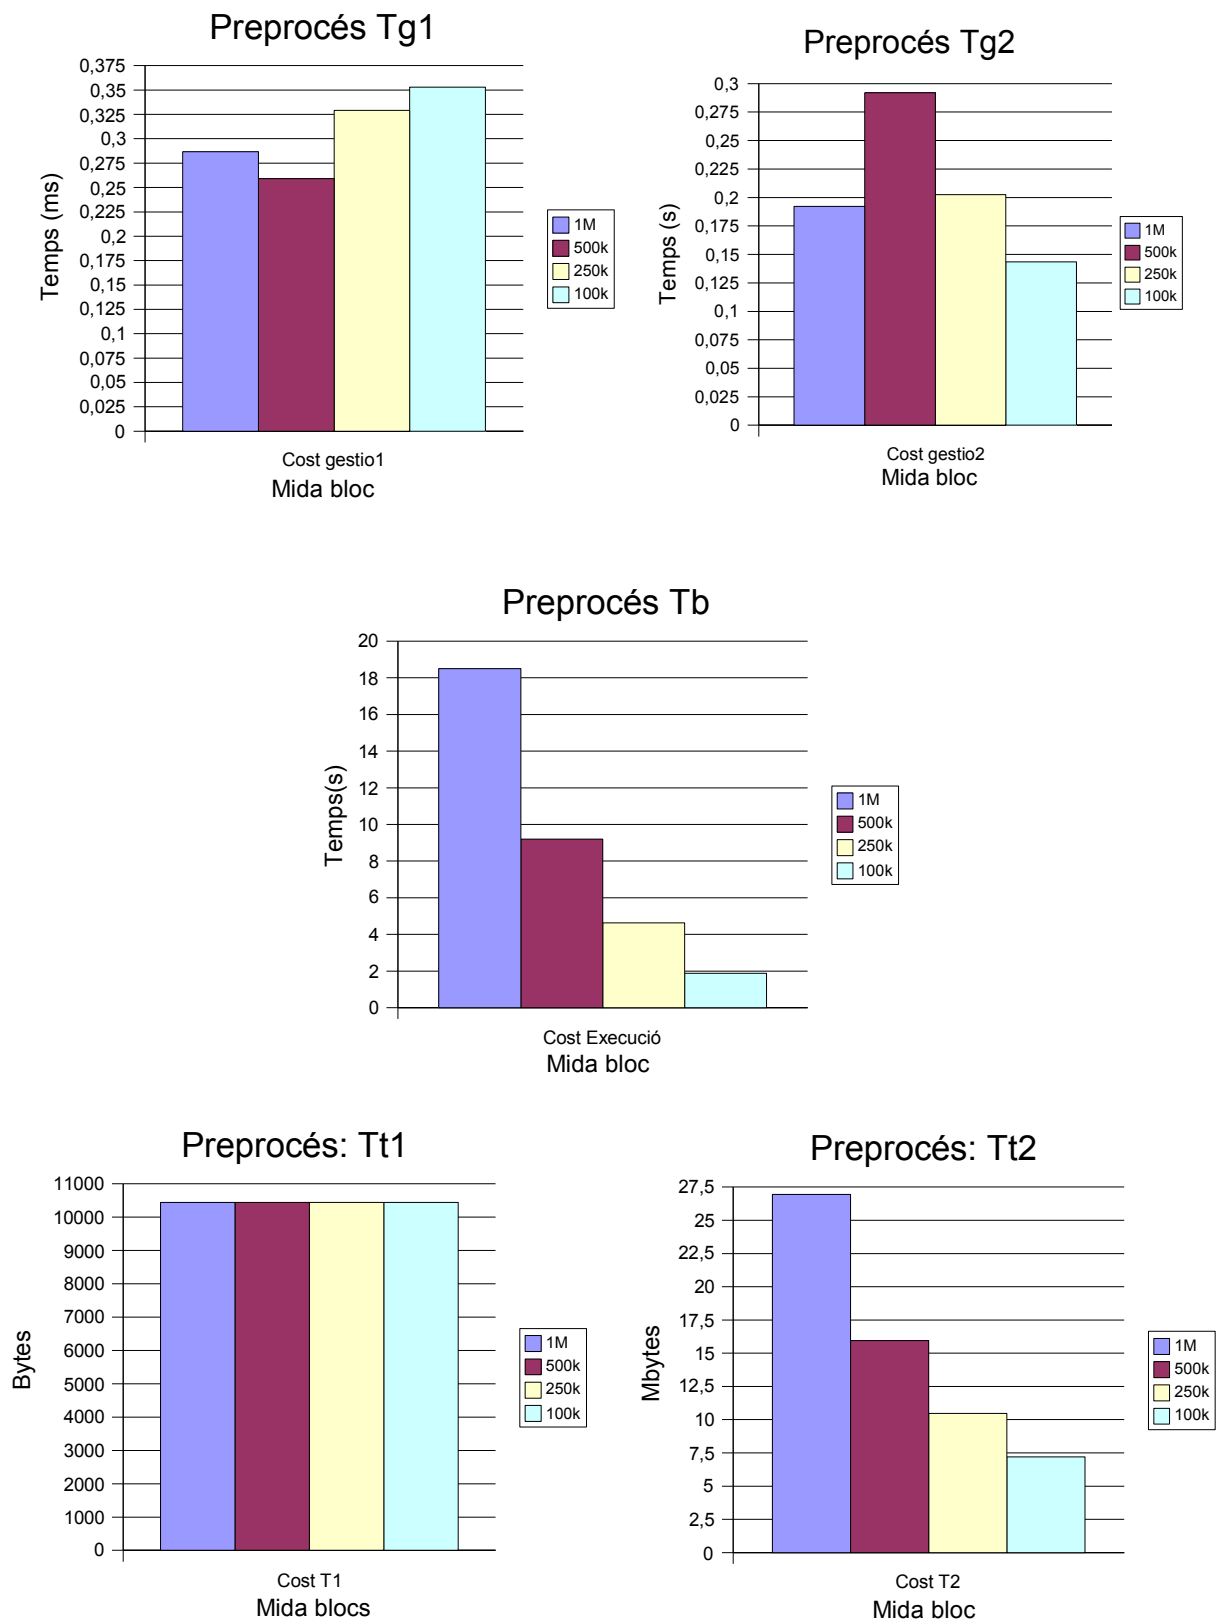 Preprocés Tg1
0,375
0,35
0,325
0,3
0,275
0,25
0,225
0,2
0,175
0,15
0,125
0,1
0,075
0,05
0,025
0
Temps (ms)
Cost gestio1
Mida bloc
1M
500k
250k
100k
Preprocés Tg2
0,3
0,275
0,25
0,225
0,2
0,175
0,15
0,125
0,1
0,075
0,05
0,025
0
Temps (s)
Cost gestio2
Mida bloc
1M
500k
250k
100k
Preprocés Tb
20
18
16
14
12
10
8
6
4
2
0
Temps(s)
Cost Execució
Mida bloc
1M
500k
250k
100k
Preprocés: Tt1
11000
10000
9000
8000
7000
6000
5000
4000
3000
2000
1000
0
Bytes
Cost T1
Mida blocs
1M
500k
250k
100k
Preprocés: Tt2
27,5
25
22,5
20
17,5
15
12,5
10
7,5
5
2,5
0
Mbytes
Cost T2
Mida bloc
1M
500k
250k
100k